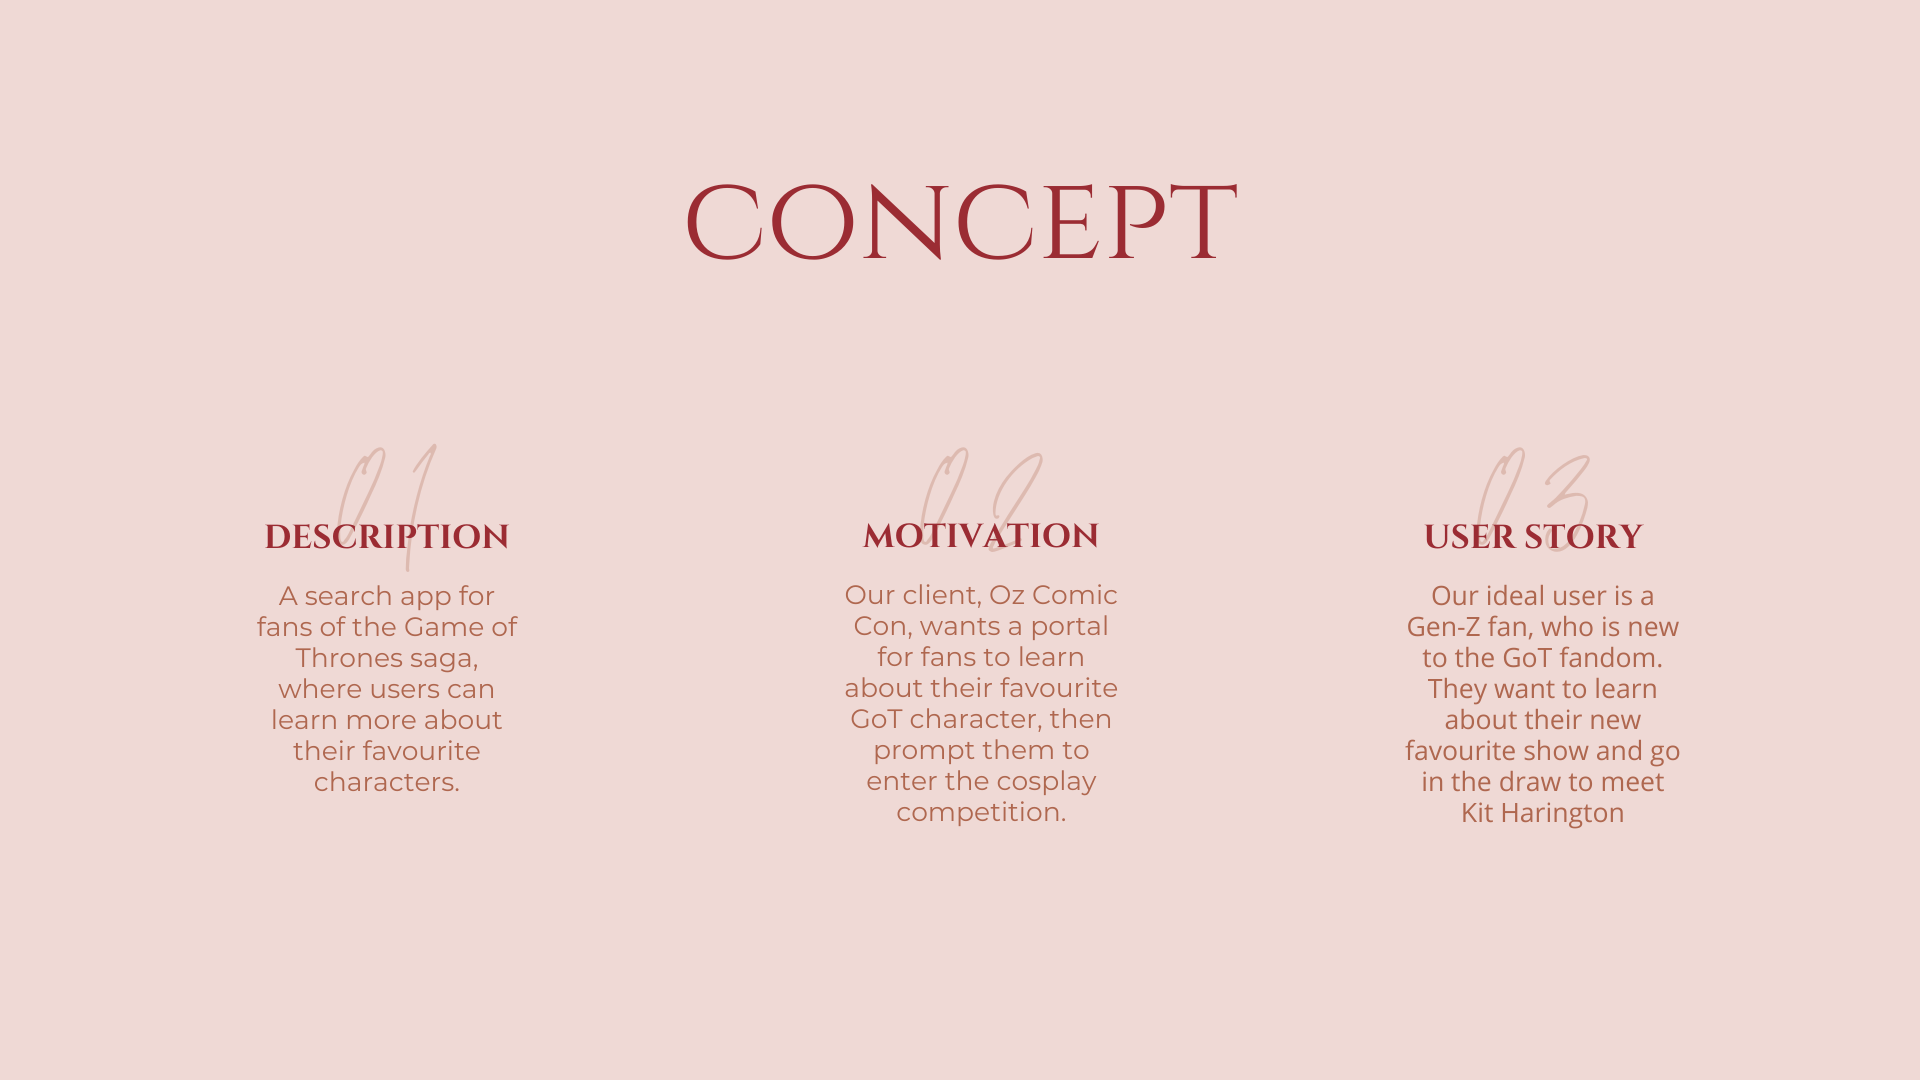 CONCEPT
01
DESCRIPTION
A search app for
fans of the Game of
Thrones saga,
where users can
learn more about
their favourite
characters.
02
MOTIVATION
Our client, Oz Comic
Con, wants a portal
for fans to learn
about their favourite
GoT character, then
prompt them to
enter the cosplay
competition.
03
USER STORY
Our ideal user is a
Gen-Z fan, who is new
to the GoT fandom.
They want to learn
about their new
favourite show and go
in the draw to meet
Kit Harington